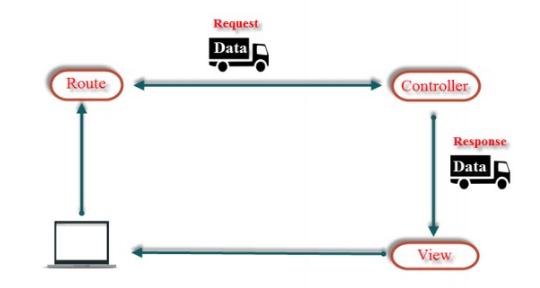 Request
Data
Route
Controller
Response
Data
View